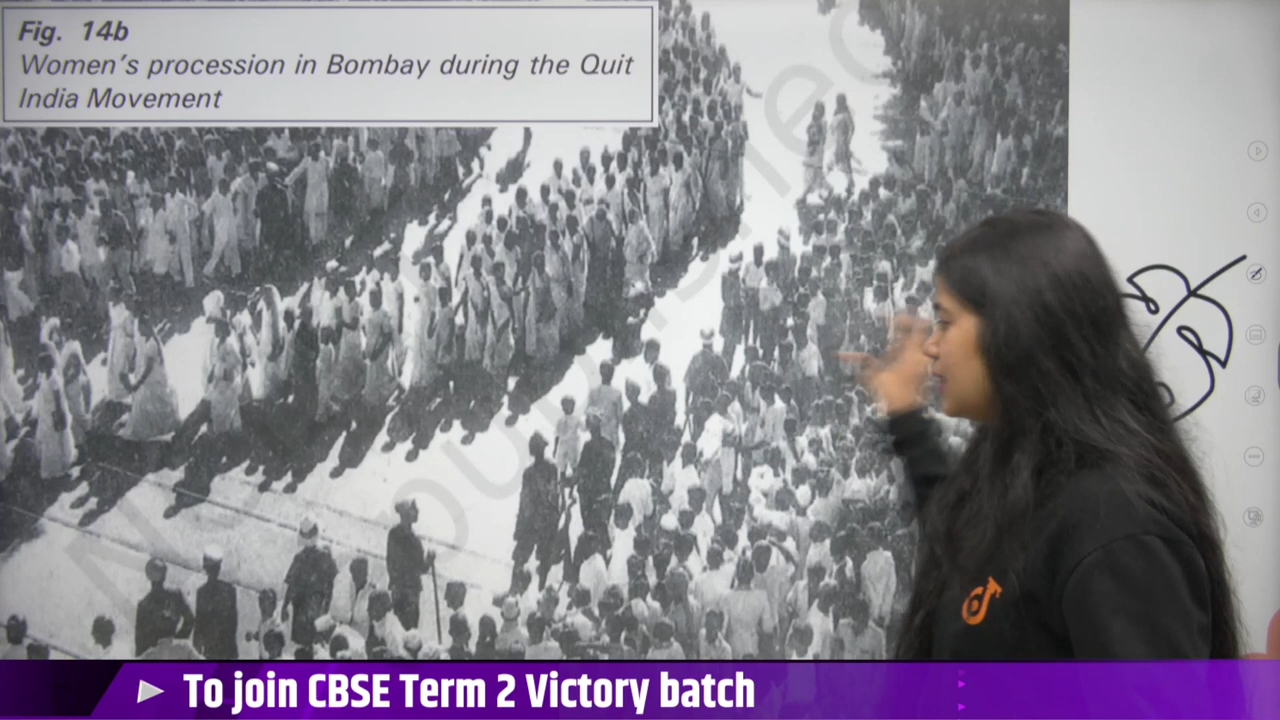 Fig. 14b
Women's procession in Bombay during the Quit
India Movement
To join CBSE Term 2 Victory batch